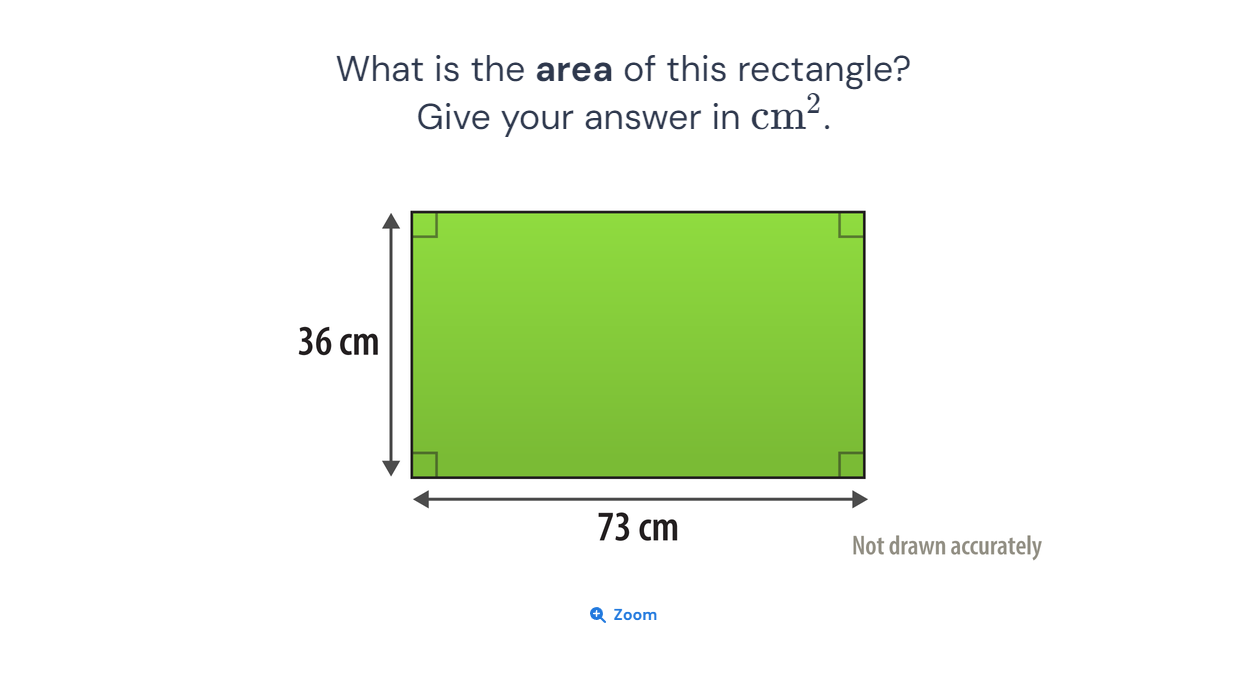 What is the area of this rectangle?
Give your answer in cm².
36 cm
73 cm
Not drawn accurately
Zoom